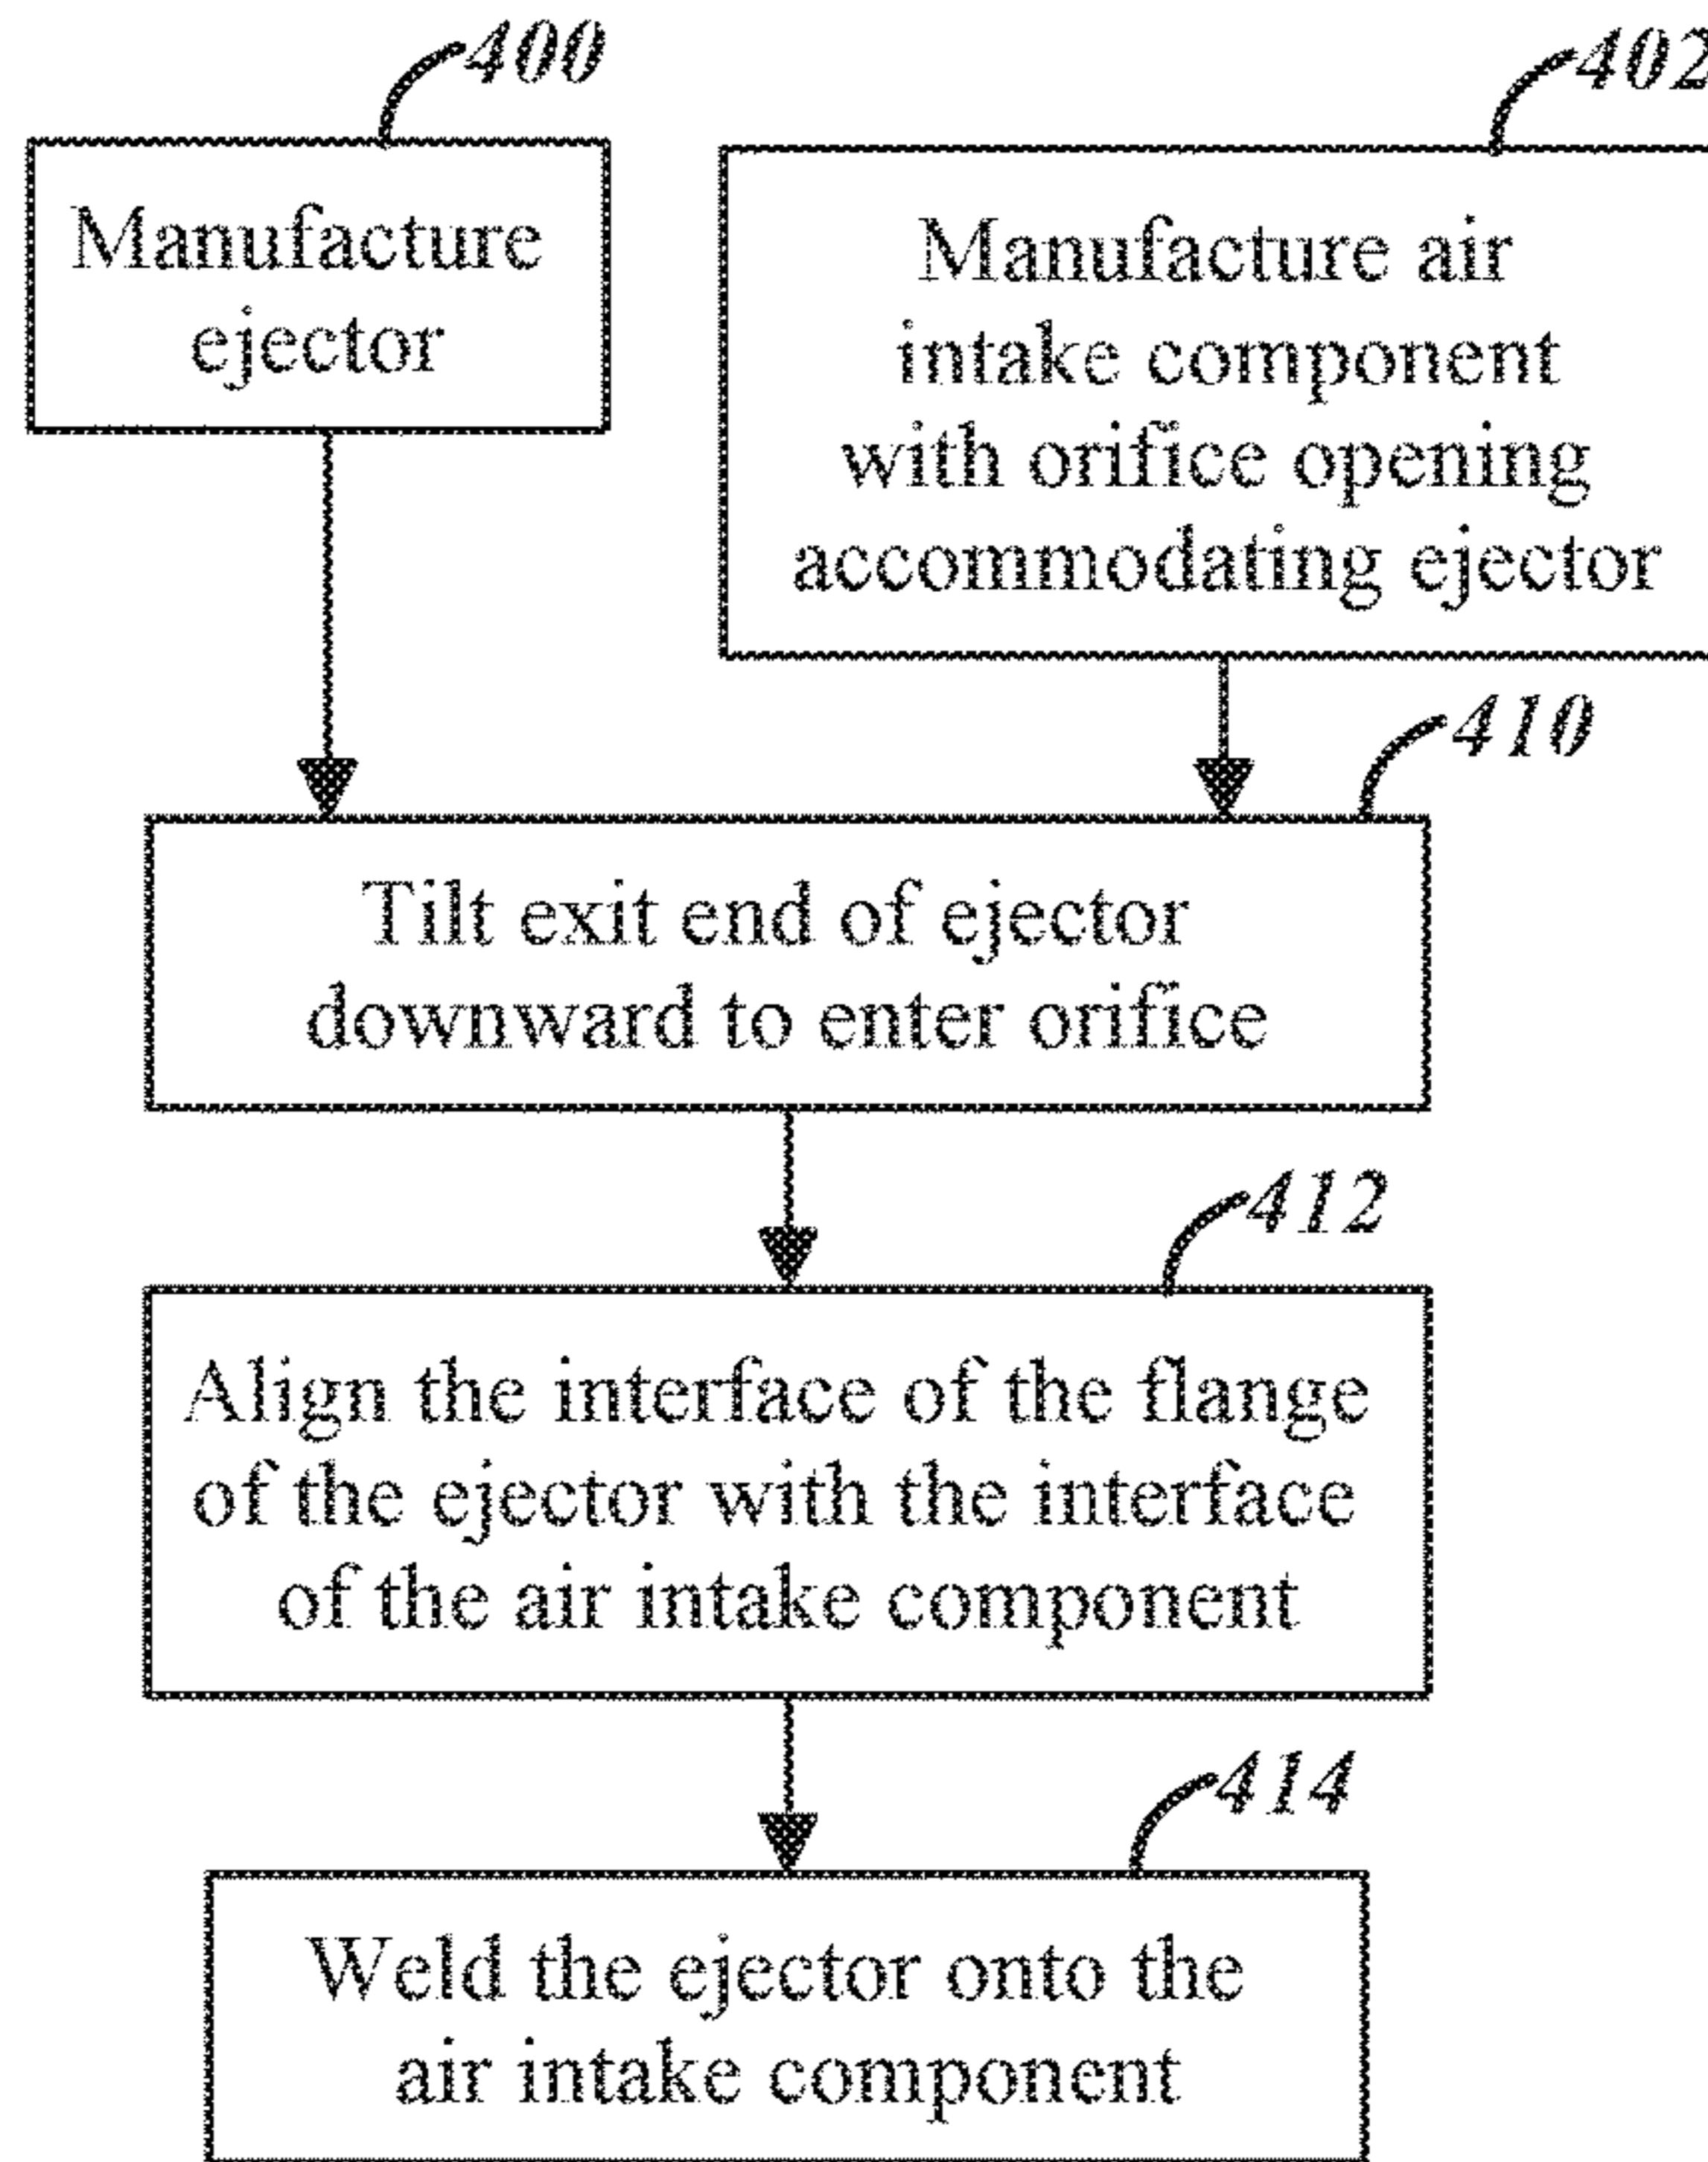 400
402
Manufacture
ejector
Manufacture air
intake component
with orifice opening
accommodating ejector
410
Tilt exit end of ejector
downward to enter orifice
412
Align the interface of the flange
of the ejector with the interface
of the air intake component
414
Weld the ejector onto the
air intake component